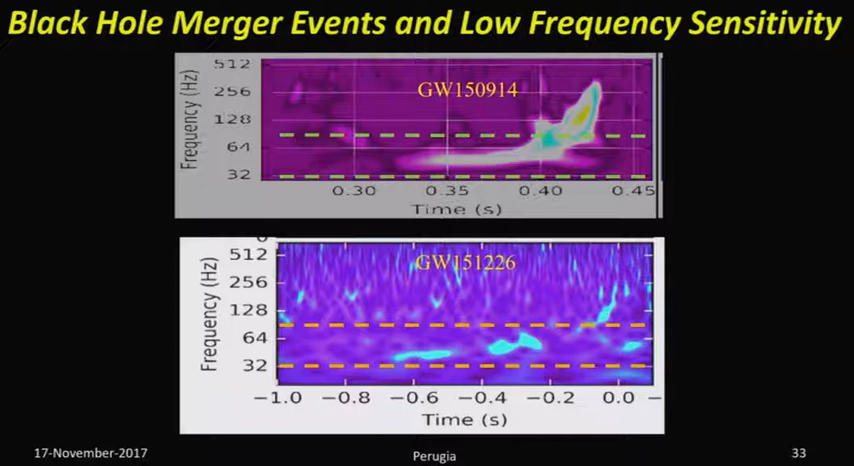 Black Hole Merger Events and Low Frequency Sensitivity
Frequency (Hz)
512
256
128
64
32
GW150914
0.30 0.35 0.40 0.45
Time (s)
Frequency (Hz)
512
256
128
64
32
GW151226
−1.0 −0.8 −0.6 −0.4 −0.2 0.0
Time (s)
17-November-2017
Perugia
33